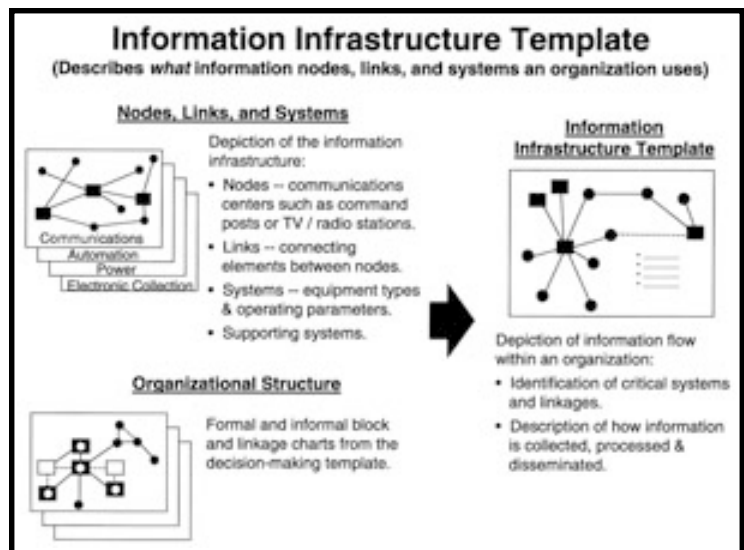 Information Infrastructure Template
(Describes what information nodes, links, and systems an organization uses)
Nodes, Links, and Systems
Depiction of the information
infrastructure:
• Nodes -- communications
centers such as command
posts or TV / radio stations.
• Links -- connecting
elements between nodes.
• Systems -- equipment types
& operating parameters.
• Supporting systems.
Communications
Automation
Power
Electronic Collection
Organizational Structure
Formal and informal block
and linkage charts from the
decision-making template.
Information
Infrastructure Template
Depiction of information flow
within an organization:
• Identification of critical systems
and linkages.
• Description of how information
is collected, processed &
disseminated.